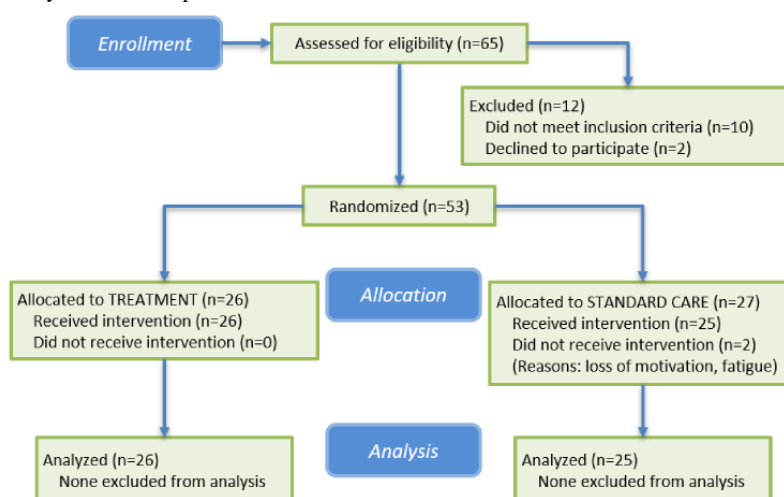 Enrollment
Assessed for eligibility (n=65)
Excluded (n=12)
Did not meet inclusion criteria (n=10)
Declined to participate (n=2)
Randomized (n=53)
Allocated to TREATMENT (n=26)
Received intervention (n=26)
Did not receive intervention (n=0)
Allocation
Allocated to STANDARD CARE (n=27)
Received intervention (n=25)
Did not receive intervention (n=2)
(Reasons: loss of motivation, fatigue)
Analyzed (n=26)
None excluded from analysis
Analysis
Analyzed (n=25)
None excluded from analysis